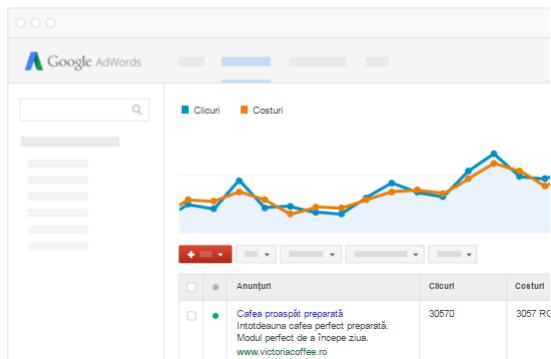 Google AdWords
Clicuri Costuri
Anunțuri Clicuri Costuri
Cafea proaspăt preparată 30570 3057 RO
Intotdeauna cafea perfect preparată.
Modul perfect de a începe ziua.
www.victoriacoffee.ro